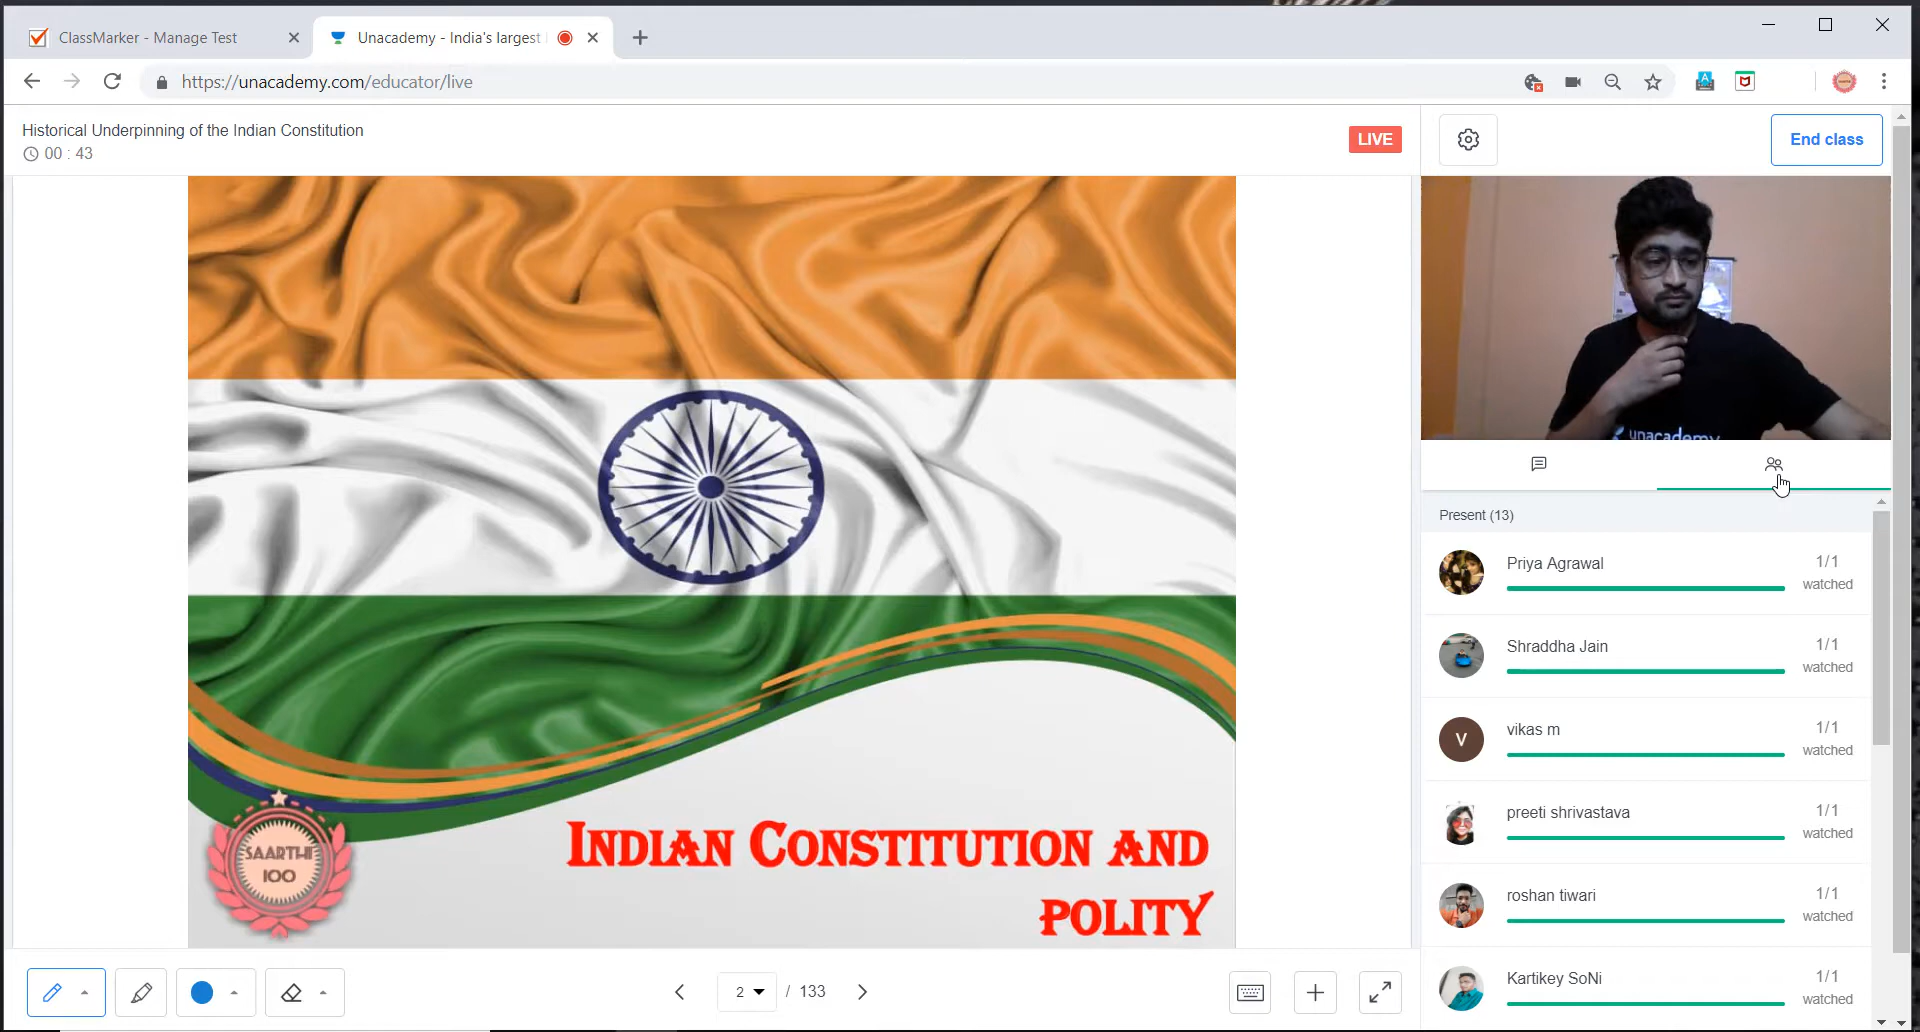 ClassMarker - Manage Test
Unacademy - India's largest
https://unacademy.com/educator/live
Historical Underpinning of the Indian Constitution
00 : 43
LIVE
End class
unacademy
Present (13)
Priya Agrawal
1/1
watched
Shraddha Jain
1/1
watched
V
vikas m
1/1
watched
preeti shrivastava
1/1
watched
roshan tiwari
1/1
watched
Kartikey SoNi
1/1
watched
SAARTHI
100
INDIAN CONSTITUTION AND
POLITY
2 / 133